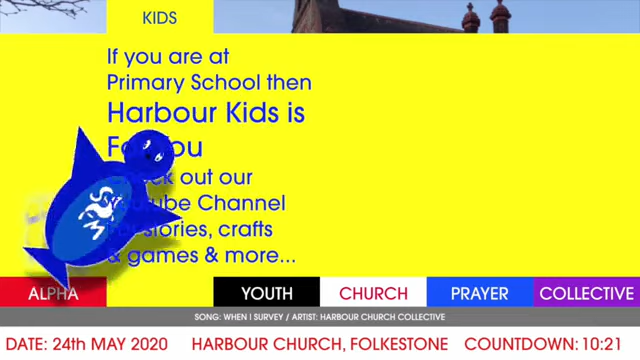 KIDS
If you are at
Primary School then
Harbour Kids is
You
out our
Channel
stories, crafts
& games & more...
ALPHA
YOUTH
CHURCH
PRAYER
COLLECTIVE
SONG: WHEN I SURVEY / ARTIST: HARBOUR CHURCH COLLECTIVE
DATE: 24th MAY 2020
HARBOUR CHURCH, FOLKESTONE
COUNTDOWN: 10:21